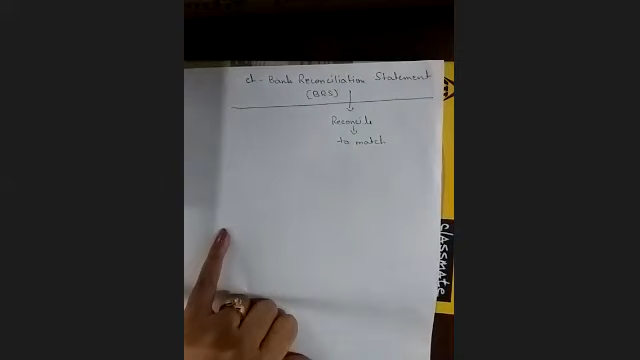 ch - Bank Reconciliation Statement
(BRS)
Reconcile
to match
classmate